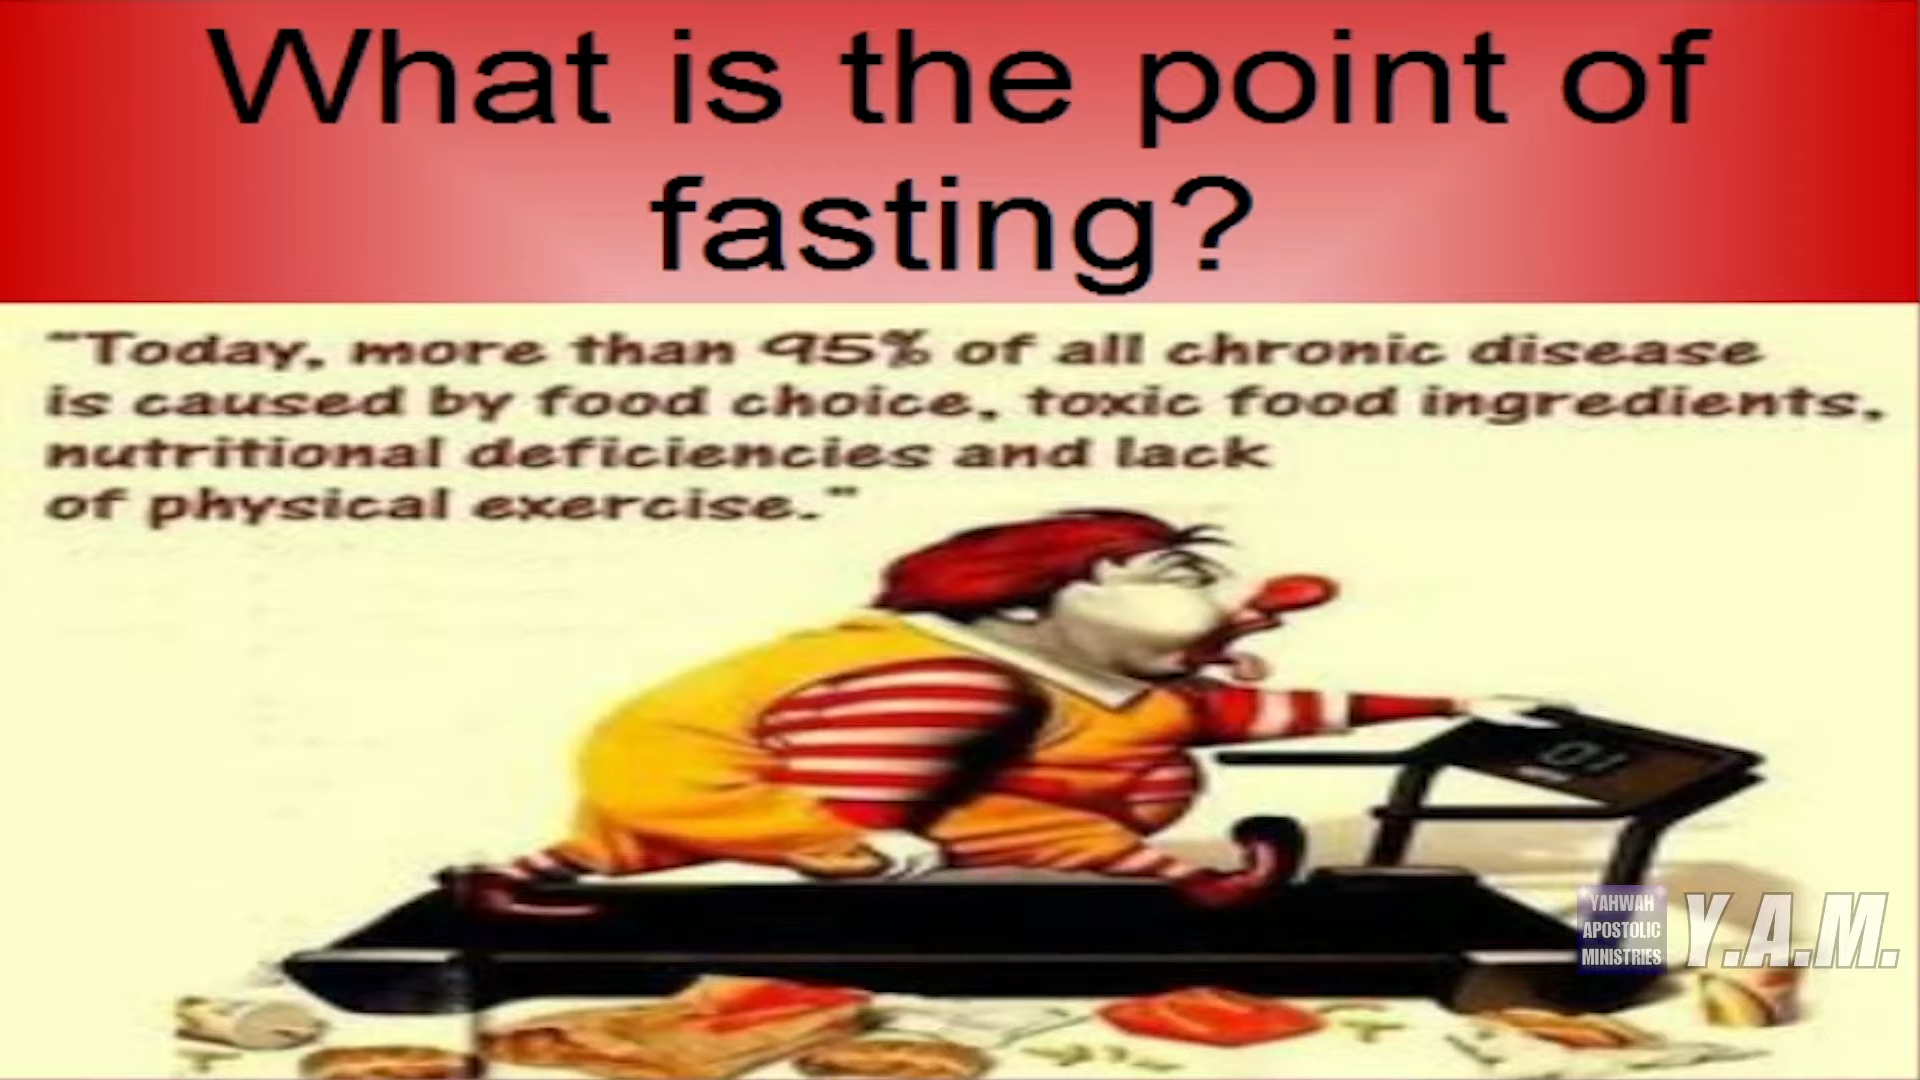 What is the point of
fasting?
"Today, more than 95% of all chronic disease
is caused by food choice, toxic food ingredients,
nutritional deficiencies and lack
of physical exercise."
01
YAHWAH
APOSTOLIC
MINISTRIES
Y.A.M.